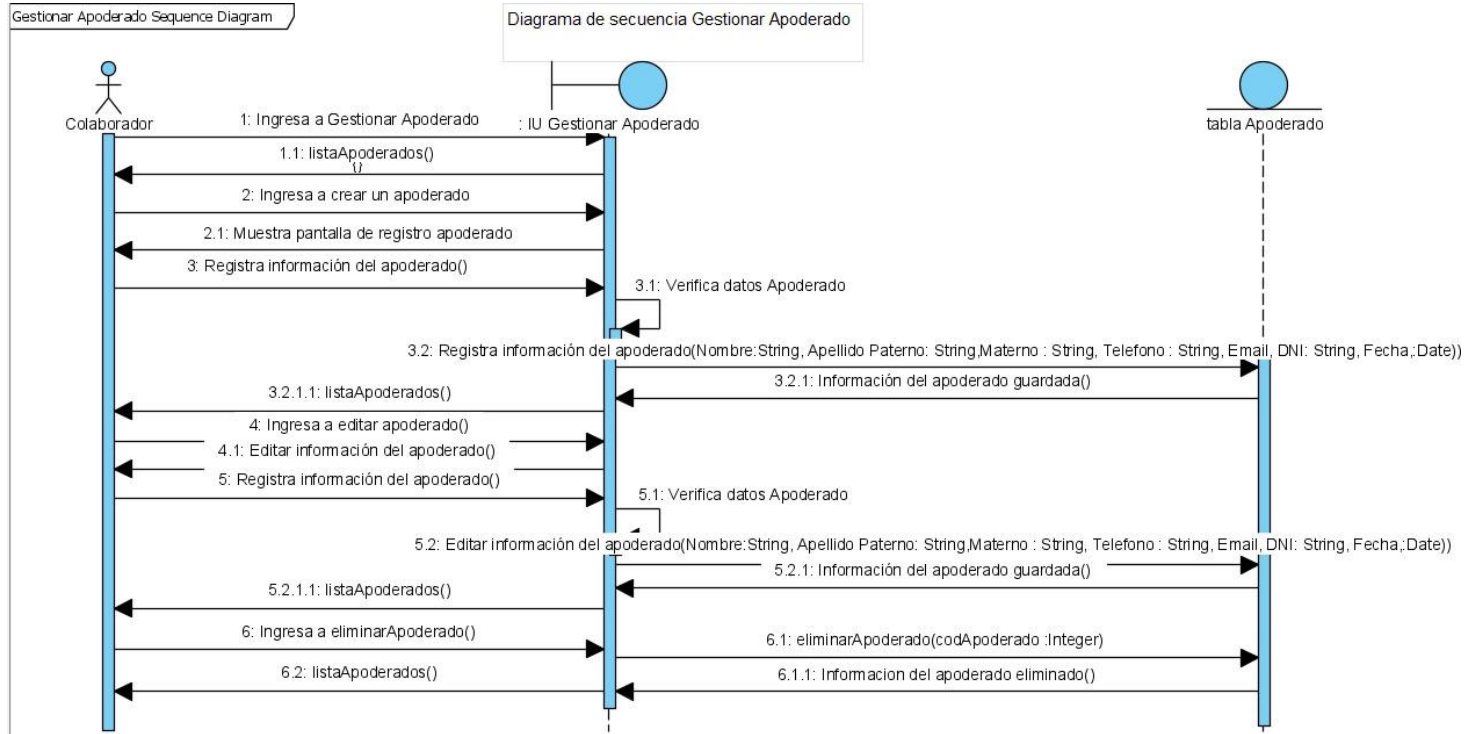 Gestionar Apoderado Sequence Diagram
Diagrama de secuencia Gestionar Apoderado
Colaborador
: IU Gestionar Apoderado
tabla Apoderado
1: Ingresa a Gestionar Apoderado
1.1: listaApoderados()
{}
2: Ingresa a crear un apoderado
2.1: Muestra pantalla de registro apoderado
3: Registra información del apoderado()
3.1: Verifica datos Apoderado
3.2: Registra información del apoderado(Nombre:String, Apellido Paterno: String,Materno : String, Telefono : String, Email, DNI: String, Fecha,:Date))
3.2.1: Información del apoderado guardada()
3.2.1.1: listaApoderados()
4: Ingresa a editar apoderado()
4.1: Editar información del apoderado()
5: Registra información del apoderado()
5.1: Verifica datos Apoderado
5.2: Editar información del apoderado(Nombre:String, Apellido Paterno: String,Materno : String, Telefono : String, Email, DNI: String, Fecha,:Date))
5.2.1: Información del apoderado guardada()
5.2.1.1: listaApoderados()
6: Ingresa a eliminarApoderado()
6.1: eliminarApoderado(codApoderado :Integer)
6.2: listaApoderados()
6.1.1: Informacion del apoderado eliminado()